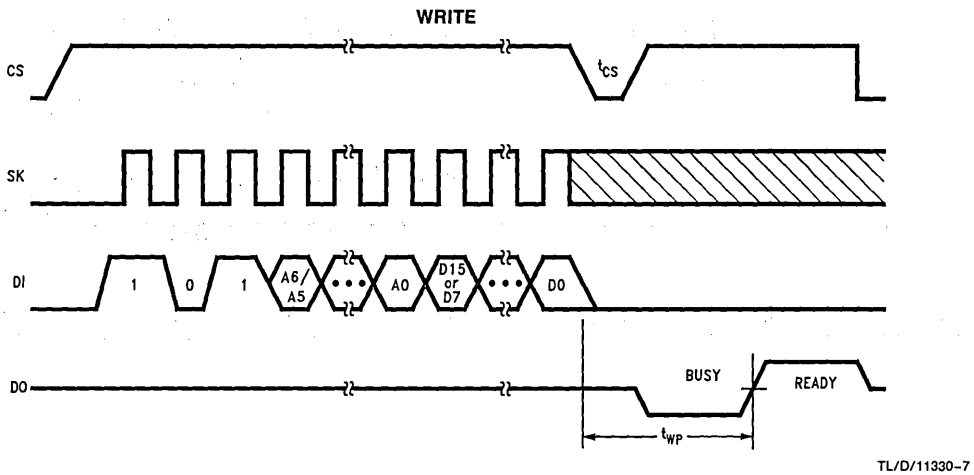 WRITE
CS
t_CS
SK
DI
1
0
1
A6/
A5
•••
A0
D15
or
D7
•••
D0
DO
BUSY
READY
t_WP
TL/D/11330–7